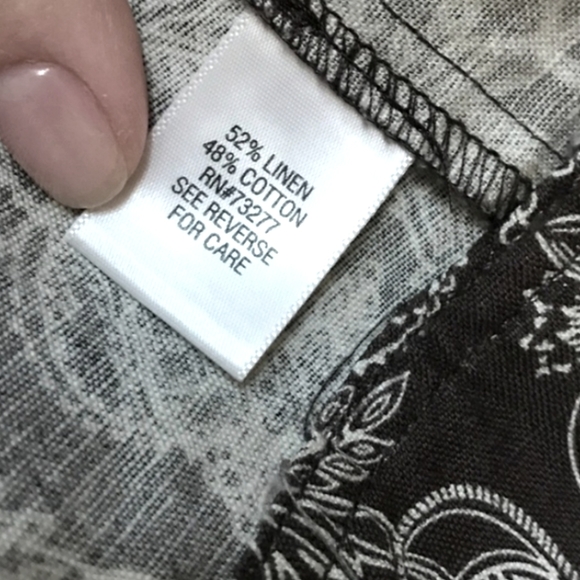 52% LINEN
48% COTTON
RN#73277
SEE REVERSE
FOR CARE